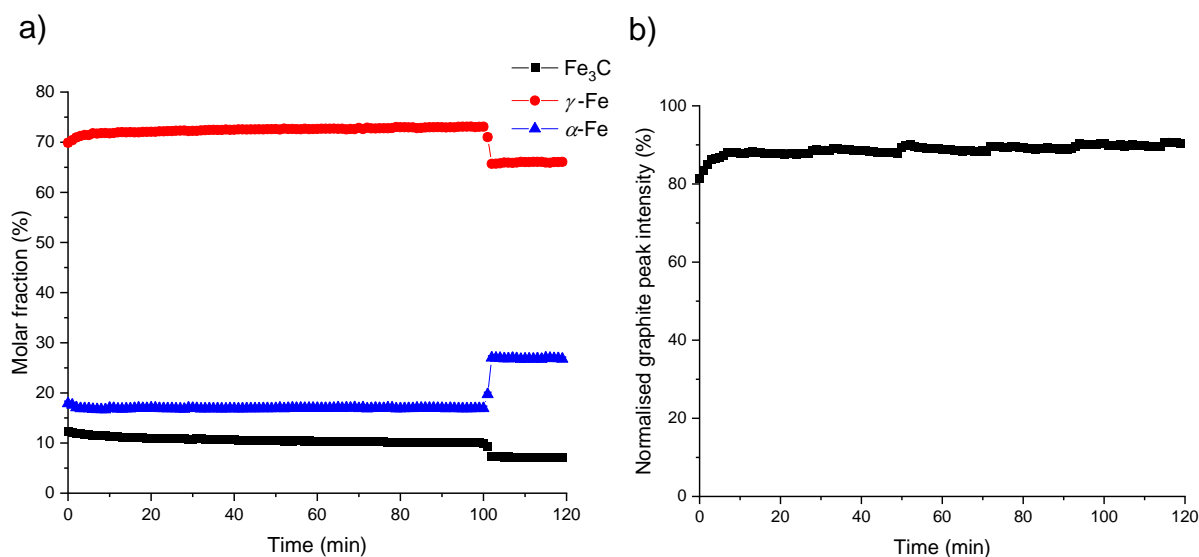 a)
Fe₃C
γ-Fe
α-Fe
Molar fraction (%)
80
70
60
50
40
30
20
10
0
0 20 40 60 80 100 120
Time (min)
b)
Normalised graphite peak intensity (%)
100
80
60
40
20
0
0 20 40 60 80 100 120
Time (min)